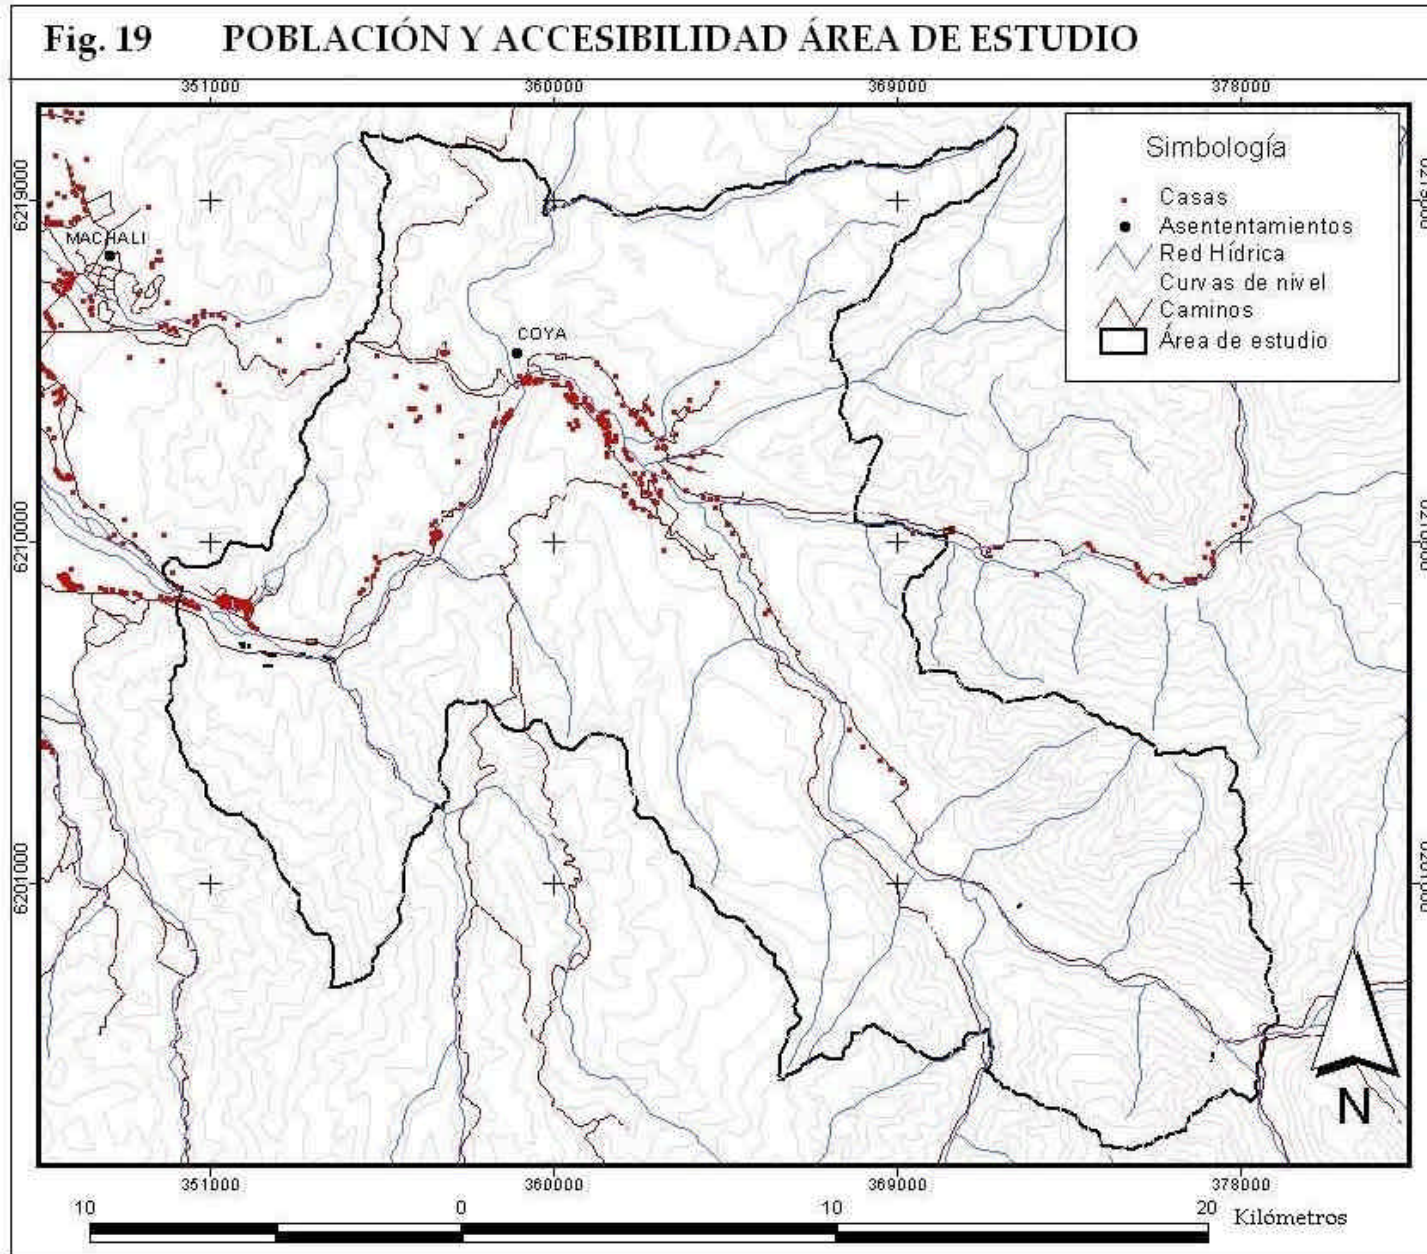 Fig. 19 POBLACIÓN Y ACCESIBILIDAD ÁREA DE ESTUDIO
351000 360000 369000 378000
Simbología
Casas
Asentamientos
Red Hídrica
Curvas de nivel
Caminos
Área de estudio
6219000
MACHALI
COYA
6210000
6201000
N
351000 360000 369000 378000
10 0 10 20 Kilómetros